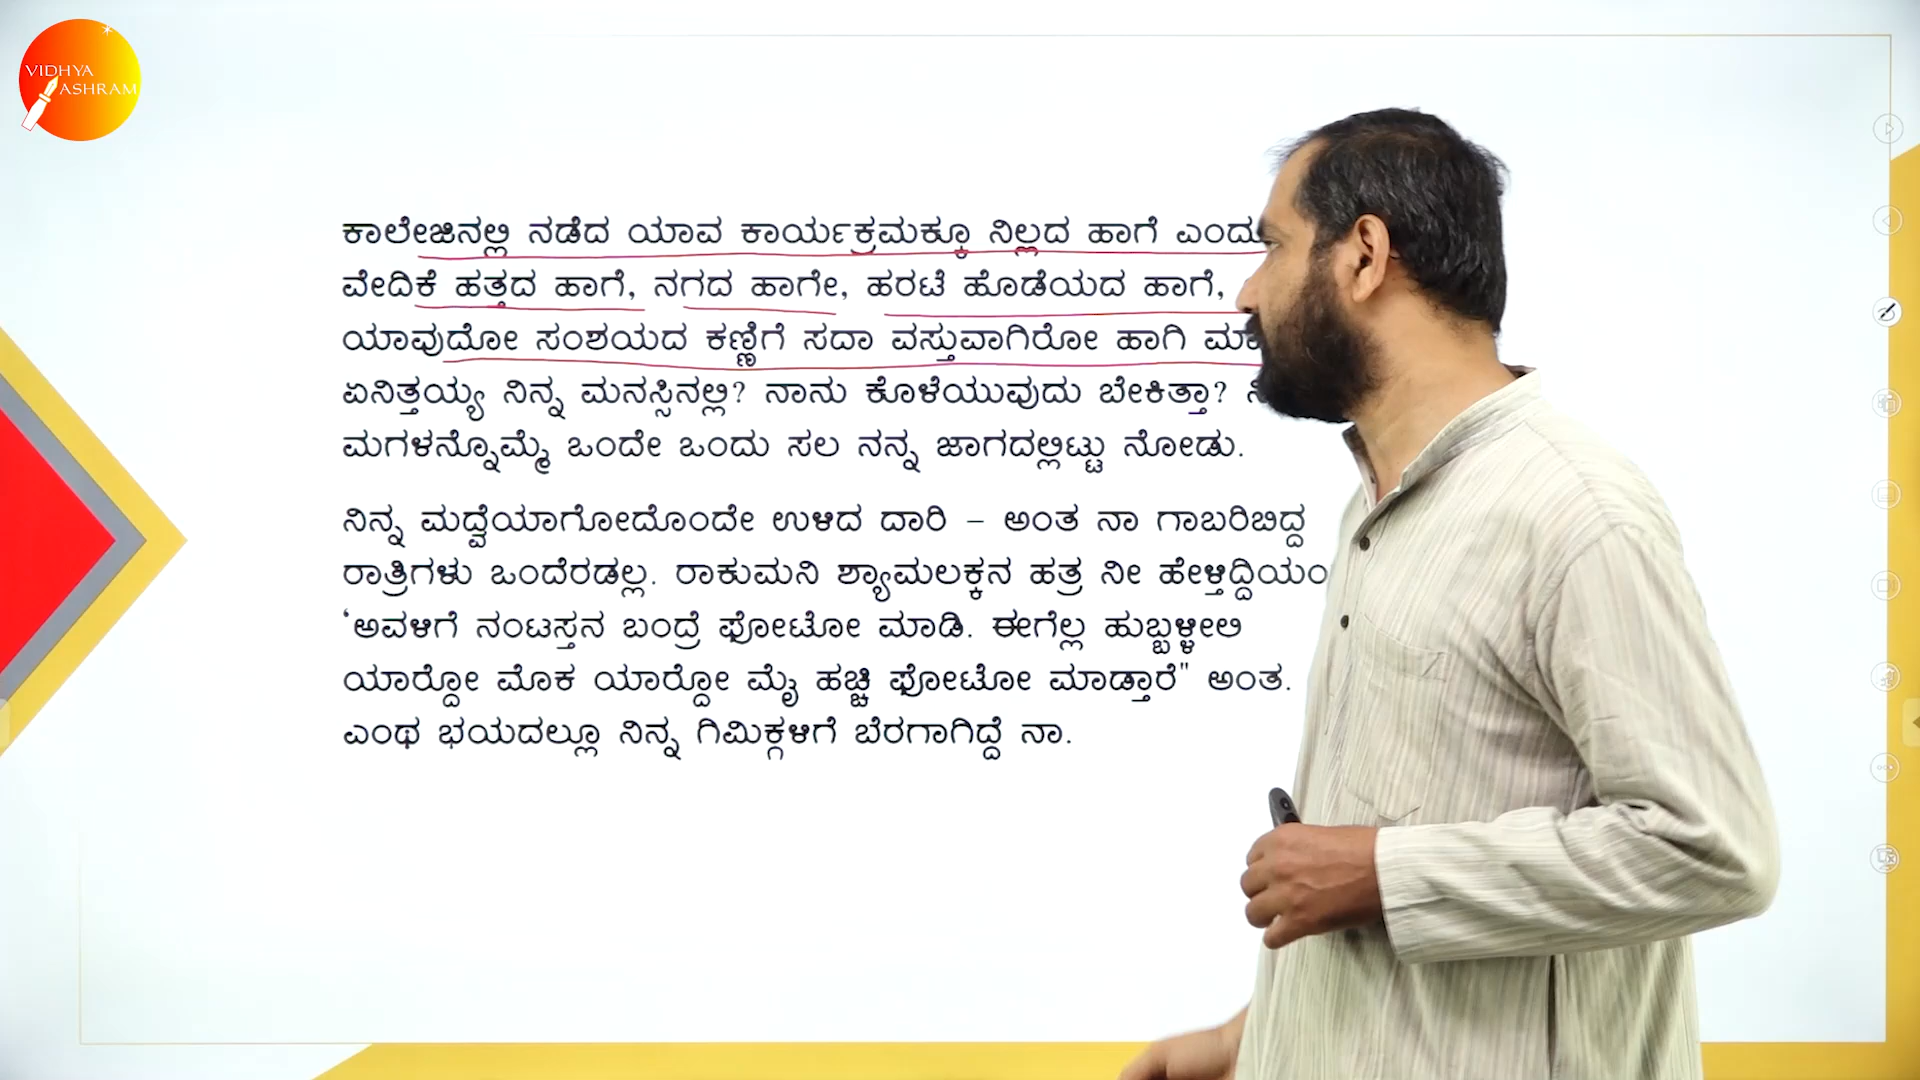 VIDHYA
ASHRAM
ಕಾಲೇಜಿನಲ್ಲಿ ನಡೆದ ಯಾವ ಕಾರ್ಯಕ್ರಮಕ್ಕೂ ನಿಲ್ಲದ ಹಾಗೆ ಎಂದು
ವೇದಿಕೆ ಹತ್ತದ ಹಾಗೆ, ನಗದ ಹಾಗೇ, ಹರಟೆ ಹೊಡೆಯದ ಹಾಗೆ,
ಯಾವುದೋ ಸಂಶಯದ ಕಣ್ಣಿಗೆ ಸದಾ ವಸ್ತುವಾಗಿರೋ ಹಾಗಿ
ಏನಿತ್ತಯ್ಯ ನಿನ್ನ ಮನಸ್ಸಿನಲ್ಲಿ? ನಾನು ಕೊಳೆಯುವುದು ಬೇಕಿತ್ತಾ?
ಮಗಳನ್ನೊಮ್ಮೆ ಒಂದೇ ಒಂದು ಸಲ ನನ್ನ ಜಾಗದಲ್ಲಿಟ್ಟು ನೋಡು.
ನಿನ್ನ ಮದ್ವೆಯಾಗೋದೊಂದೇ ಉಳಿದ ದಾರಿ – ಅಂತ ನಾ ಗಾಬರಿಬಿದ್ದ
ರಾತ್ರಿಗಳು ಒಂದೆರಡಲ್ಲ. ರಾಕುಮನಿ ಶ್ಯಾಮಲಕ್ಕನ ಹತ್ರ ನೀ ಹೇಳ್ತಿದ್ದಿಯಂ
‘ಅವಳಿಗೆ ನಂಟಸ್ತನ ಬಂದ್ರೆ ಫೋಟೋ ಮಾಡಿ. ಈಗೆಲ್ಲ ಹುಬ್ಬಳ್ಳೀಲಿ
ಯಾರ್‍ದೋ ಮೊಕ ಯಾರ್‍ದೋ ಮೈ ಹಚ್ಚಿ ಫೋಟೋ ಮಾಡ್ತಾರೆ" ಅಂತ.
ಎಂಥ ಭಯದಲ್ಲೂ ನಿನ್ನ ಗಿಮಿಕ್ಗಳಿಗೆ ಬೆರಗಾಗಿದ್ದೆ ನಾ.